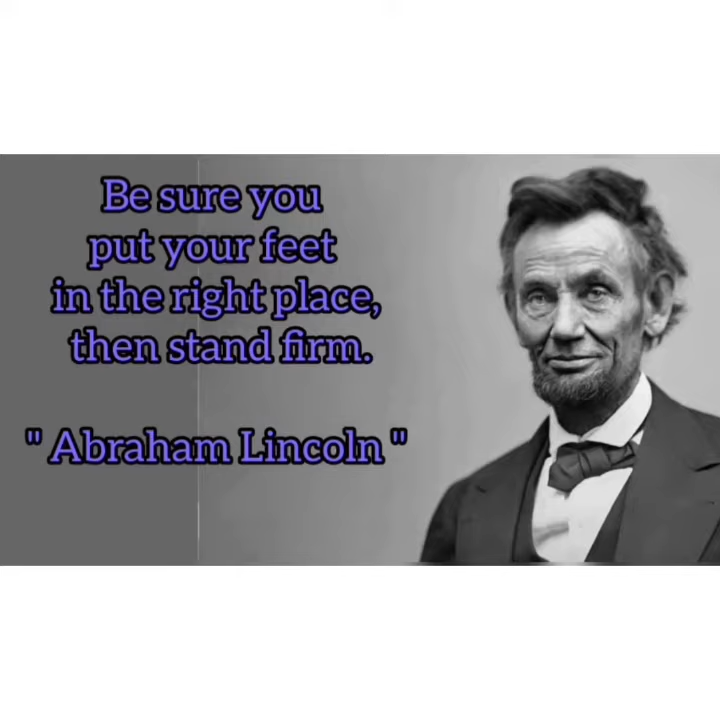 Be sure you
put your feet
in the right place,
then stand firm.
" Abraham Lincoln "